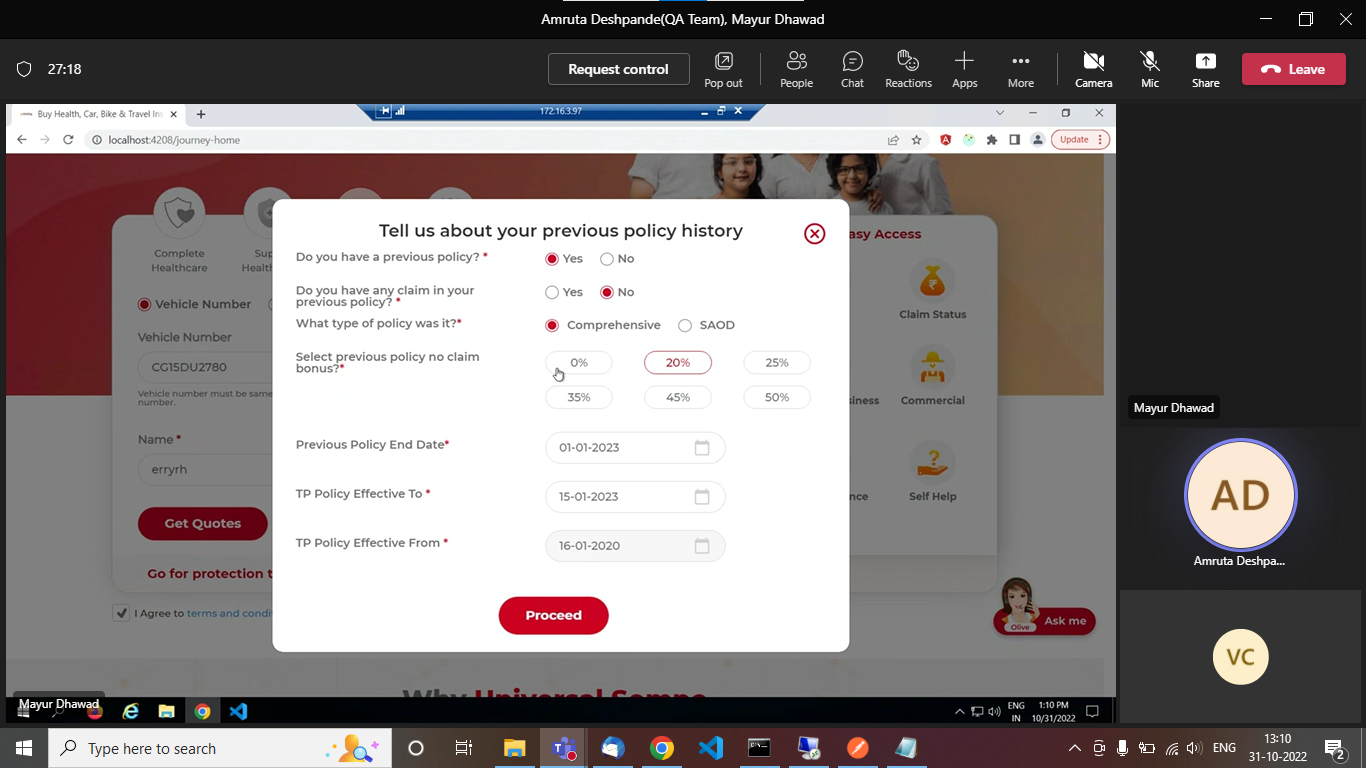 Amruta Deshpande(QA Team), Mayur Dhawad
27:18
Request control
Pop out
People
Chat
Reactions
Apps
More
Camera
Mic
Share
Leave
Buy Health, Car, Bike & Travel Ins
172.16.3.97
localhost:4208/journey-home
Update
Complete
Healthcare
Sup
Health
asy Access
Claim Status
Vehicle Number
Vehicle Number
CG15DU2780
Vehicle number must be same
number.
Name *
erryrh
Get Quotes
Go for protection t
I Agree to terms and condit
siness
Commercial
nce
Self Help
Tell us about your previous policy history
Do you have a previous policy? *
Yes
No
Do you have any claim in your
previous policy? *
Yes
No
What type of policy was it?*
Comprehensive
SAOD
Select previous policy no claim
bonus?*
0%
20%
25%
35%
45%
50%
Previous Policy End Date*
01-01-2023
TP Policy Effective To *
15-01-2023
TP Policy Effective From *
16-01-2020
Proceed
Olive
Ask me
Why Universal Sompo
Mayur Dhawad
ENG
IN
1:10 PM
10/31/2022
Mayur Dhawad
AD
Amruta Deshpa...
VC
Type here to search
ENG
13:10
31-10-2022
2